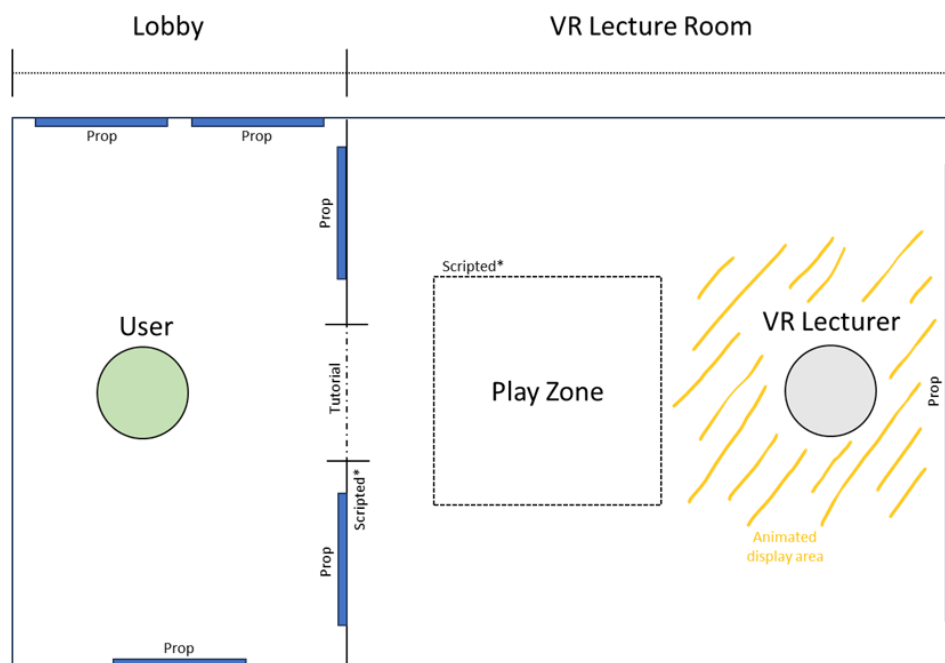 Lobby
VR Lecture Room
Prop
Prop
Prop
Scripted*
User
VR Lecturer
Tutorial
Play Zone
Prop
Scripted*
Prop
Animated
display area
Prop